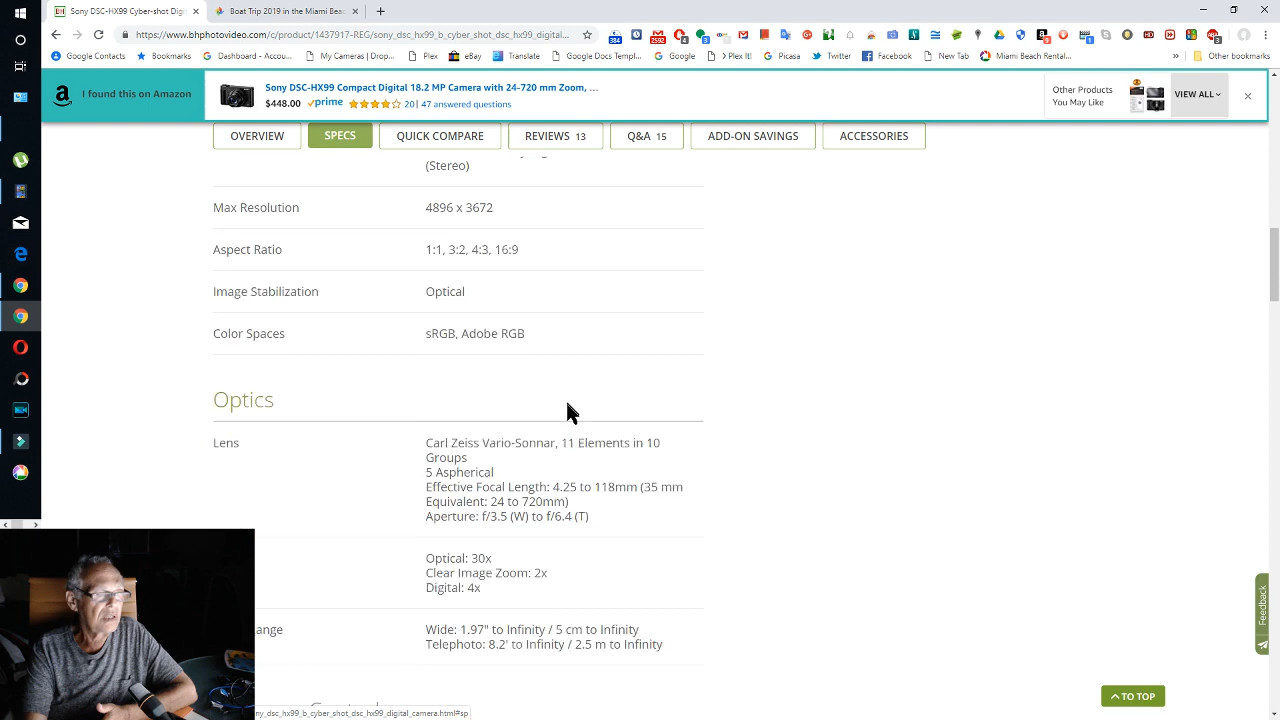 Sony DSC-HX99 Cyber-shot Digi
Boat Trip 2019 in the Miami Beac
https://www.bhphotovideo.com/c/product/1437917-REG/sony_dsc_hx99_b_cyber_shot_dsc_hx99_digital...
Google Contacts
Bookmarks
Dashboard - Accou...
My Cameras | Drop...
Plex
eBay
Translate
Google Docs Templ...
Google
Plex It!
Picasa
Twitter
Facebook
New Tab
Miami Beach Rental...
»
Other bookmarks
I found this on Amazon
Sony DSC-HX99 Compact Digital 18.2 MP Camera with 24-720 mm Zoom, ...
$448.00 prime 20 | 47 answered questions
Other Products
You May Like
VIEW ALL
OVERVIEW
SPECS
QUICK COMPARE
REVIEWS 13
Q&A 15
ADD-ON SAVINGS
ACCESSORIES
(Stereo)
Max Resolution 4896 x 3672
Aspect Ratio 1:1, 3:2, 4:3, 16:9
Image Stabilization Optical
Color Spaces sRGB, Adobe RGB
Optics
Lens Carl Zeiss Vario-Sonnar, 11 Elements in 10
Groups
5 Aspherical
Effective Focal Length: 4.25 to 118mm (35 mm
Equivalent: 24 to 720mm)
Aperture: f/3.5 (W) to f/6.4 (T)
Optical: 30x
Clear Image Zoom: 2x
Digital: 4x
ange Wide: 1.97" to Infinity / 5 cm to Infinity
Telephoto: 8.2' to Infinity / 2.5 m to Infinity
Feedback
TO TOP
ny_dsc_hx99_b_cyber_shot_dsc_hx99_digital_camera.html#sp